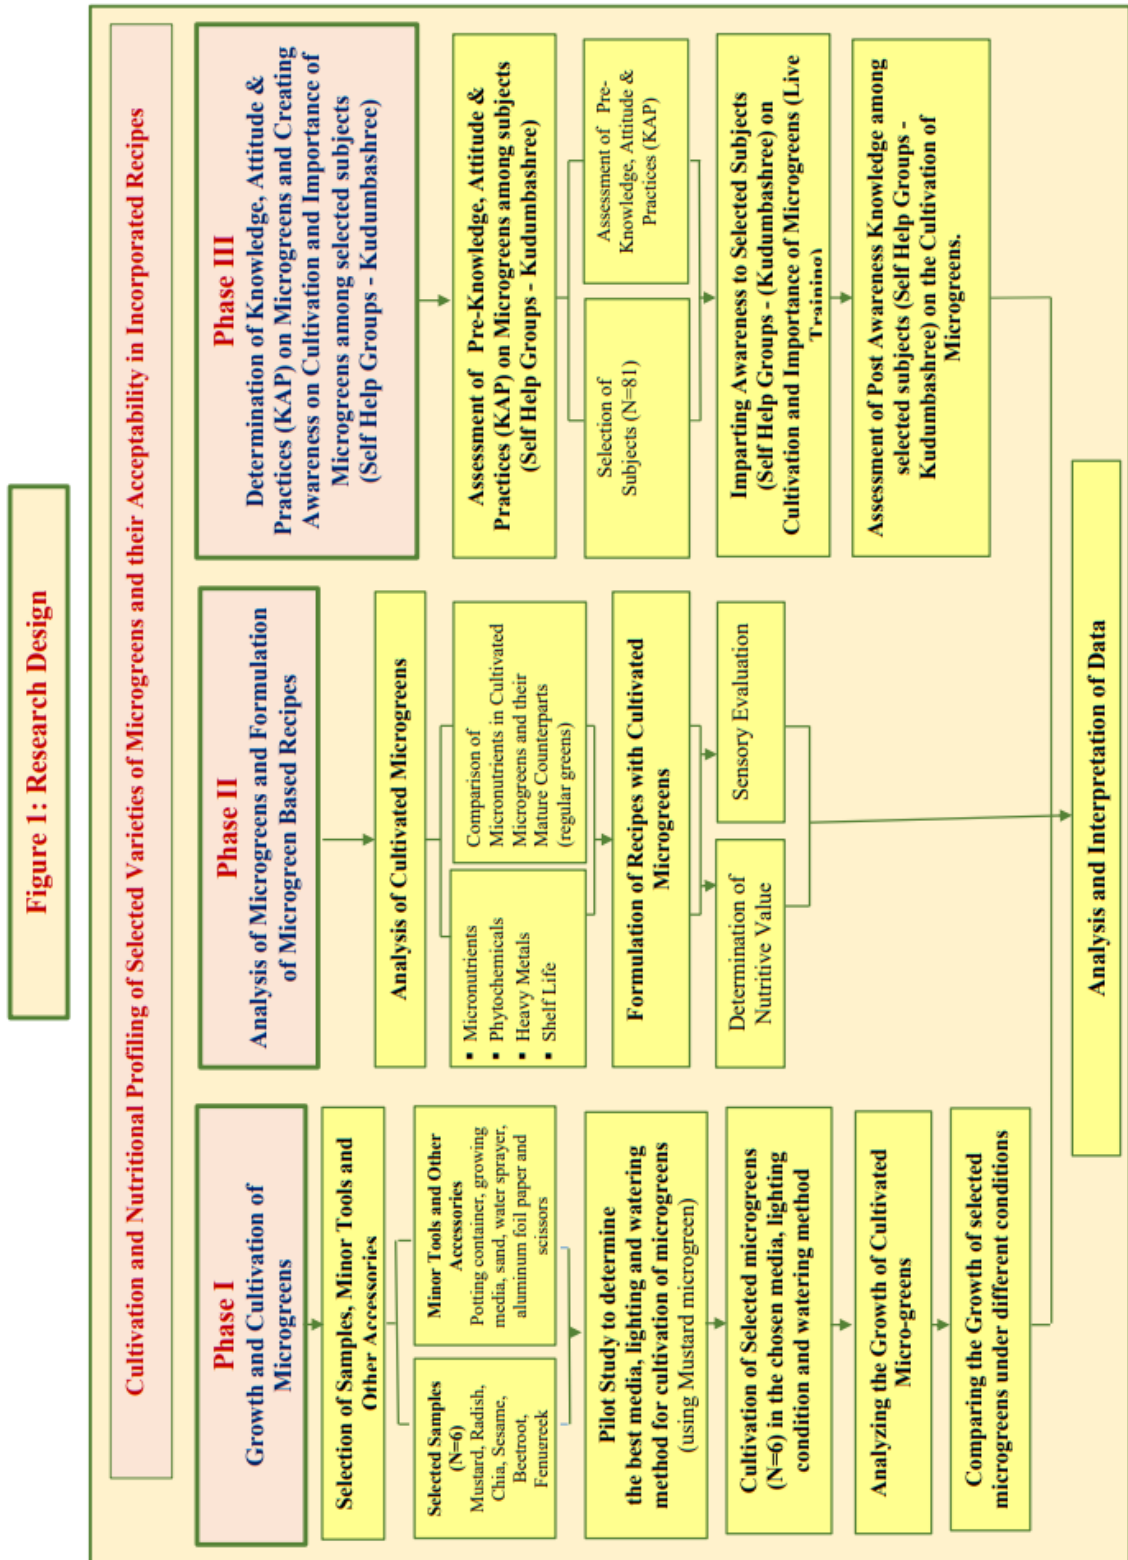 Figure 1: Research Design
Cultivation and Nutritional Profiling of Selected Varieties of Microgreens and their Acceptability in Incorporated Recipes
Phase I
Growth and Cultivation of
Microgreens
Selection of Samples, Minor Tools and
Other Accessories
Selected Samples
(N=6)
Mustard, Radish,
Chia, Sesame,
Beetroot,
Fenugreek
Minor Tools and Other
Accessories
Potting container, growing
media, sand, water sprayer,
aluminum foil paper and
scissors
Pilot Study to determine
the best media, lighting and watering
method for cultivation of microgreens
(using Mustard microgreen)
Cultivation of Selected microgreens
(N=6) in the chosen media, lighting
condition and watering method
Analyzing the Growth of Cultivated
Micro-greens
Comparing the Growth of selected
microgreens under different conditions
Phase II
Analysis of Microgreens and Formulation
of Microgreen Based Recipes
Analysis of Cultivated Microgreens
▪ Micronutrients
▪ Phytochemicals
▪ Heavy Metals
▪ Shelf Life
Comparison of
Micronutrients in Cultivated
Microgreens and their
Mature Counterparts
(regular greens)
Formulation of Recipes with Cultivated
Microgreens
Determination of
Nutritive Value
Sensory Evaluation
Phase III
Determination of Knowledge, Attitude &
Practices (KAP) on Microgreens and Creating
Awareness on Cultivation and Importance of
Microgreens among selected subjects
(Self Help Groups - Kudumbashree)
Assessment of Pre-Knowledge, Attitude &
Practices (KAP) on Microgreens among subjects
(Self Help Groups - Kudumbashree)
Selection of
Subjects (N=81)
Assessment of Pre-
Knowledge, Attitude &
Practices (KAP)
Imparting Awareness to Selected Subjects
(Self Help Groups - (Kudumbashree) on
Cultivation and Importance of Microgreens (Live
Training)
Assessment of Post Awareness Knowledge among
selected subjects (Self Help Groups -
Kudumbashree) on the Cultivation of
Microgreens.
Analysis and Interpretation of Data